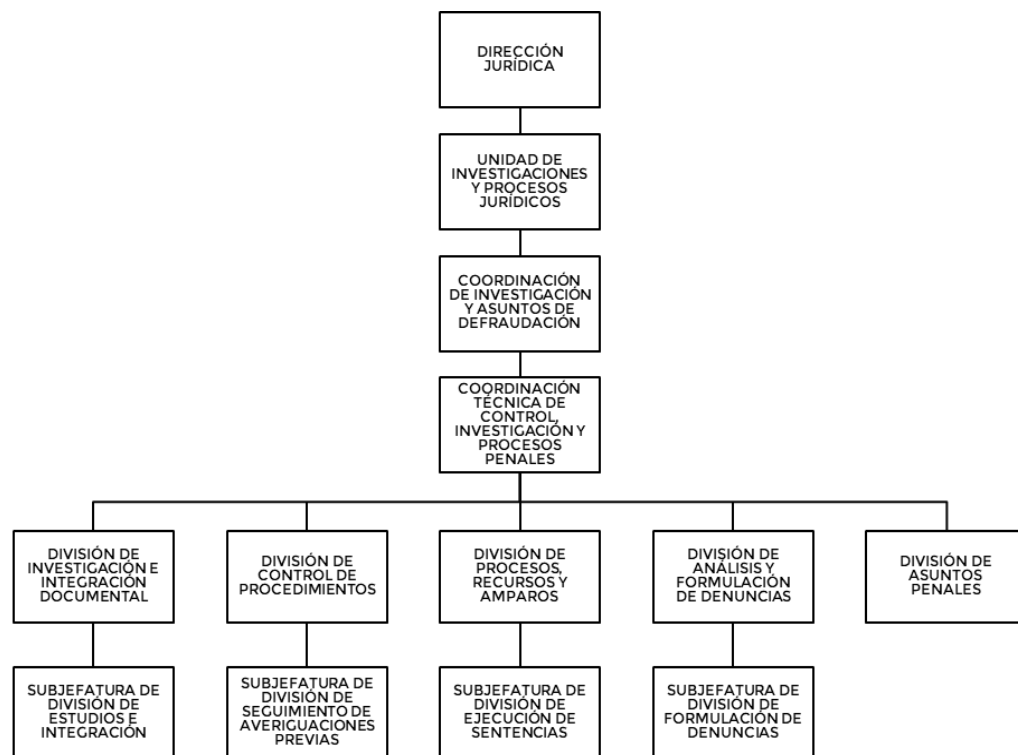 DIRECCIÓN
JURÍDICA
UNIDAD DE
INVESTIGACIONES
Y PROCESOS
JURÍDICOS
COORDINACIÓN
DE INVESTIGACIÓN
Y ASUNTOS DE
DEFRAUDACIÓN
COORDINACIÓN
TÉCNICA DE
CONTROL,
INVESTIGACIÓN Y
PROCESOS
PENALES
DIVISIÓN DE
INVESTIGACIÓN E
INTEGRACIÓN
DOCUMENTAL
DIVISIÓN DE
CONTROL DE
PROCEDIMIENTOS
DIVISIÓN DE
PROCESOS,
RECURSOS Y
AMPAROS
DIVISIÓN DE
ANÁLISIS Y
FORMULACIÓN
DE DENUNCIAS
DIVISIÓN DE
ASUNTOS
PENALES
SUBJEFATURA DE
DIVISIÓN DE
ESTUDIOS E
INTEGRACIÓN
SUBJEFATURA DE
DIVISIÓN DE
SEGUIMIENTO DE
AVERIGUACIONES
PREVIAS
SUBJEFATURA DE
DIVISIÓN DE
EJECUCIÓN DE
SENTENCIAS
SUBJEFATURA DE
DIVISIÓN DE
FORMULACIÓN DE
DENUNCIAS